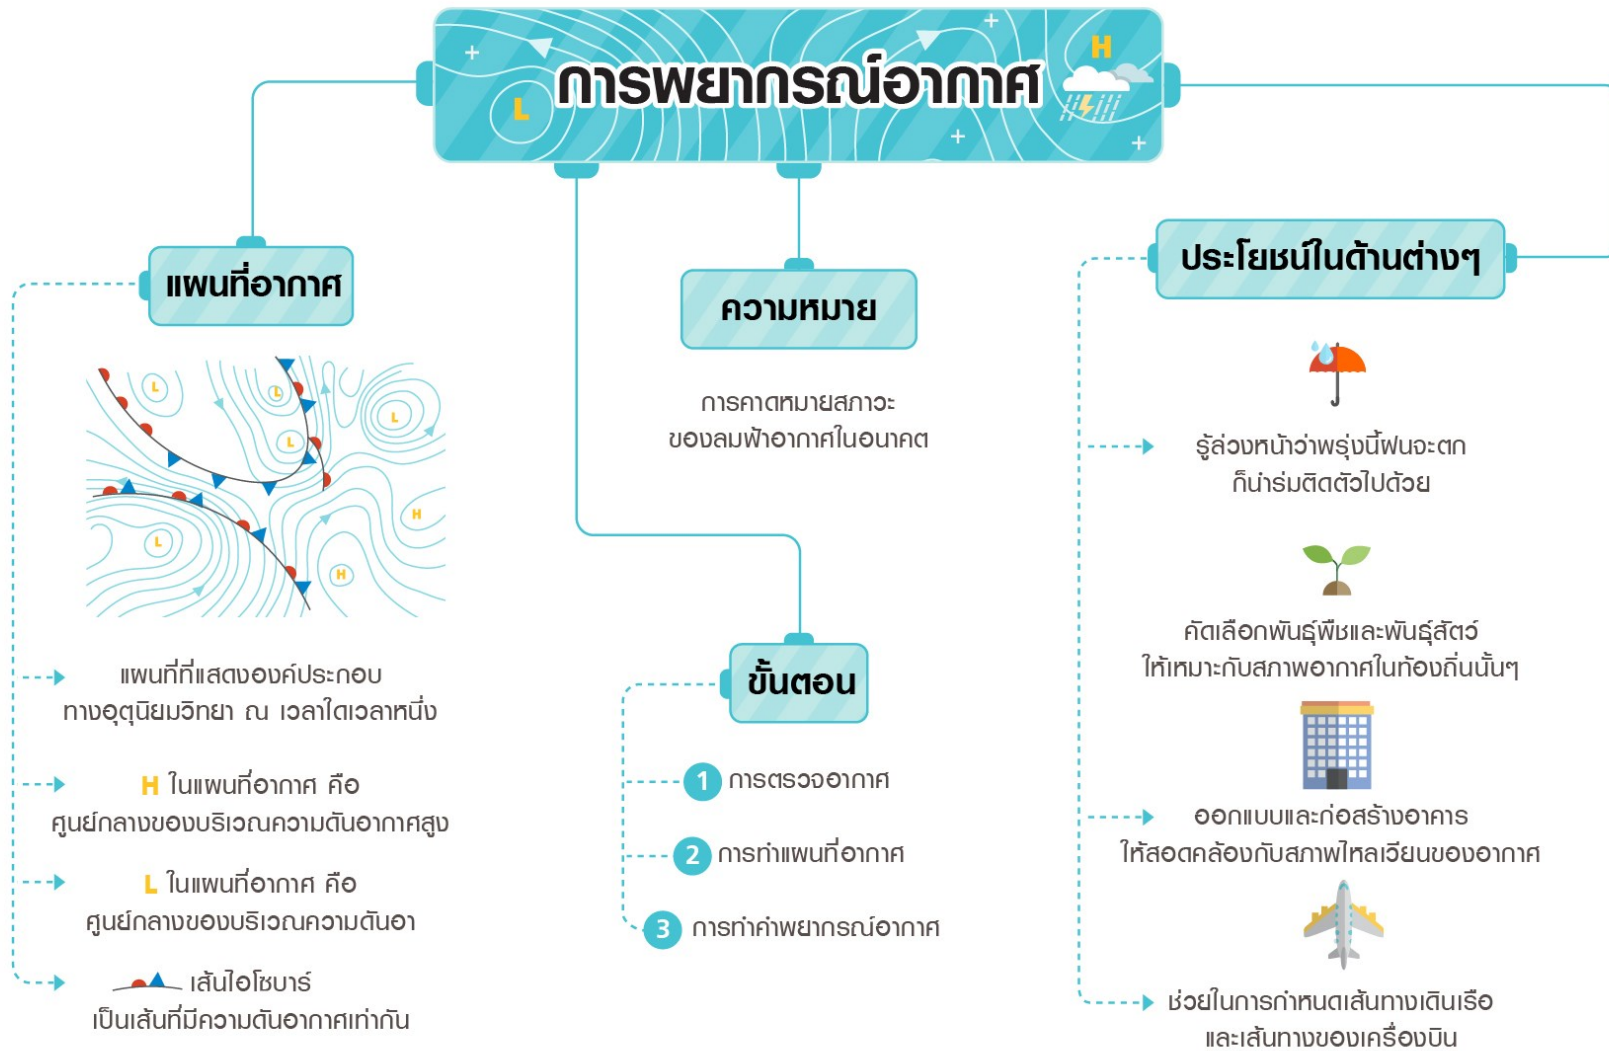 การพยากรณ์อากาศ
L
H
แผนที่อากาศ
L
L
L
L
H
L
H
แผนที่ที่แสดงองค์ประกอบ
ทางอุตุนิยมวิทยา ณ เวลาใดเวลาหนึ่ง
H ในแผนที่อากาศ คือ
ศูนย์กลางของบริเวณความดันอากาศสูง
L ในแผนที่อากาศ คือ
ศูนย์กลางของบริเวณความดันอา
เส้นไอโซบาร์
เป็นเส้นที่มีความดันอากาศเท่ากัน
ความหมาย
การคาดหมายสภาวะ
ของลมฟ้าอากาศในอนาคต
ขั้นตอน
1 การตรวจอากาศ
2 การทำแผนที่อากาศ
3 การทำคำพยากรณ์อากาศ
ประโยชน์ในด้านต่างๆ
รู้ล่วงหน้าว่าพรุ่งนี้ฝนจะตก
ก็นำร่มติดตัวไปด้วย
คัดเลือกพันธุ์พืชและพันธุ์สัตว์
ให้เหมาะกับสภาพอากาศในท้องถิ่นนั้นๆ
ออกแบบและก่อสร้างอาคาร
ให้สอดคล้องกับสภาพไหลเวียนของอากาศ
ช่วยในการกำหนดเส้นทางเดินเรือ
และเส้นทางของเครื่องบิน